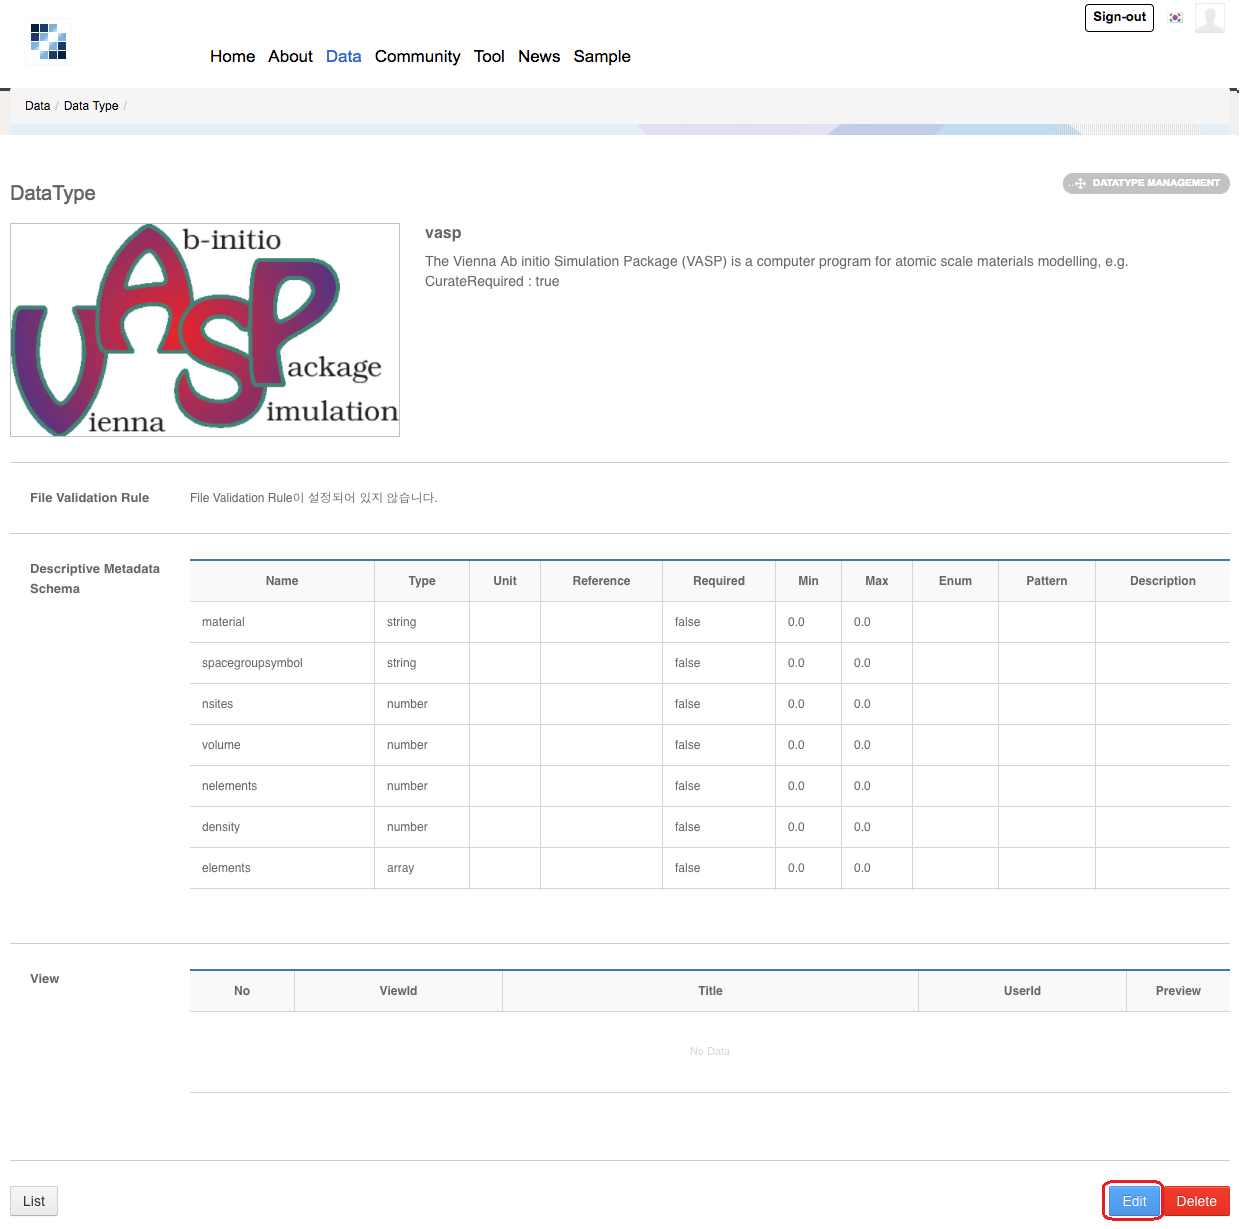 Sign-out
Home About Data Community Tool News Sample
Data / Data Type /
DataType
.. DATATYPE MANAGEMENT
b-initio
ackage
imulation
ienna
VASP
vasp
The Vienna Ab initio Simulation Package (VASP) is a computer program for atomic scale materials modelling, e.g.
CurateRequired : true
File Validation Rule
File Validation Rule이 설정되어 있지 않습니다.
Descriptive Metadata
Schema
Name Type Unit Reference Required Min Max Enum Pattern Description
material string false 0.0 0.0
spacegroupsymbol string false 0.0 0.0
nsites number false 0.0 0.0
volume number false 0.0 0.0
nelements number false 0.0 0.0
density number false 0.0 0.0
elements array false 0.0 0.0
View
No ViewId Title UserId Preview
No Data
List Edit Delete